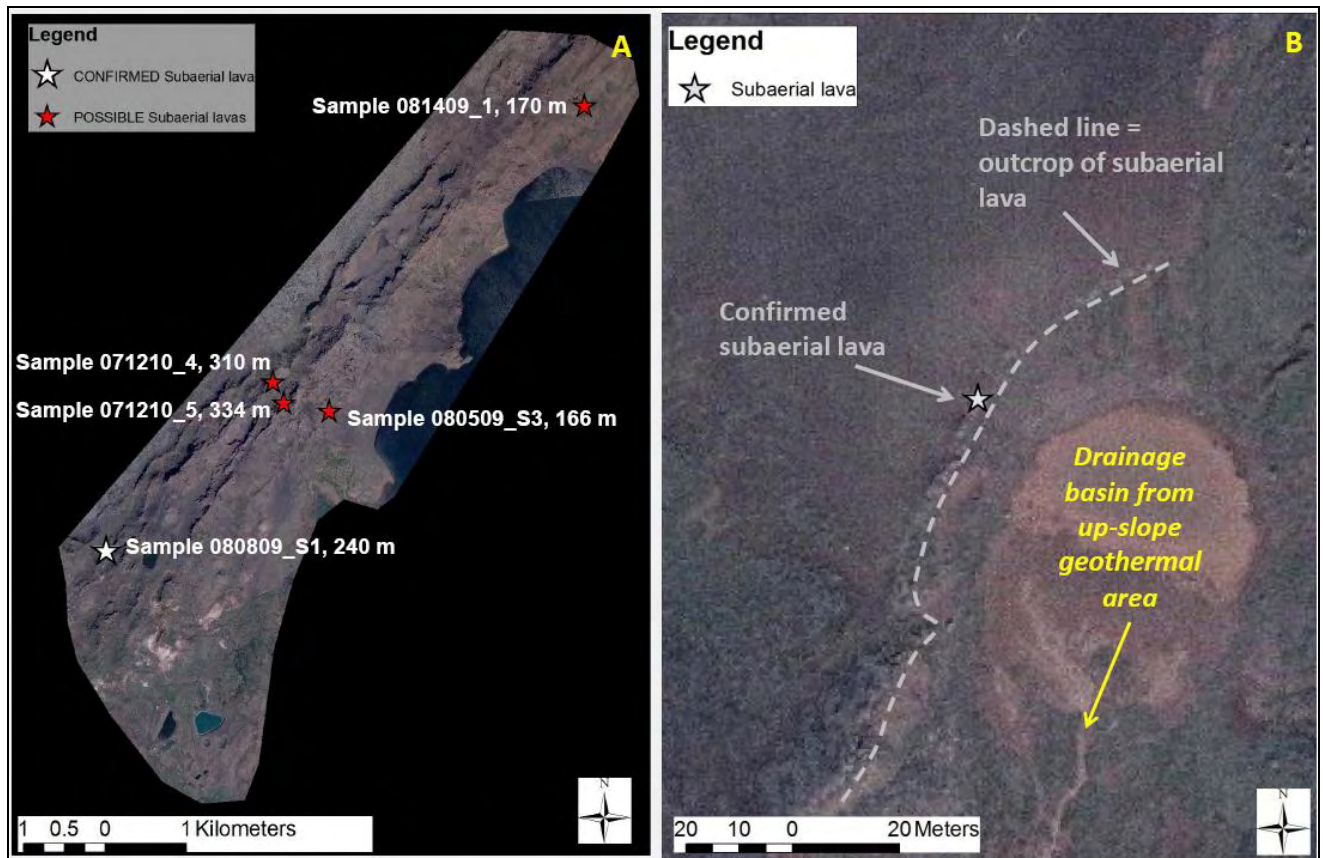 Legend
CONFIRMED Subaerial lava
POSSIBLE Subaerial lavas
A
Sample 081409_1, 170 m
Sample 071210_4, 310 m
Sample 071210_5, 334 m
Sample 080509_S3, 166 m
Sample 080809_S1, 240 m
1 0.5 0 1 Kilometers
N
Legend
Subaerial lava
B
Dashed line =
outcrop of subaerial
lava
Confirmed
subaerial lava
Drainage
basin from
up-slope
geothermal
area
20 10 0 20 Meters
N